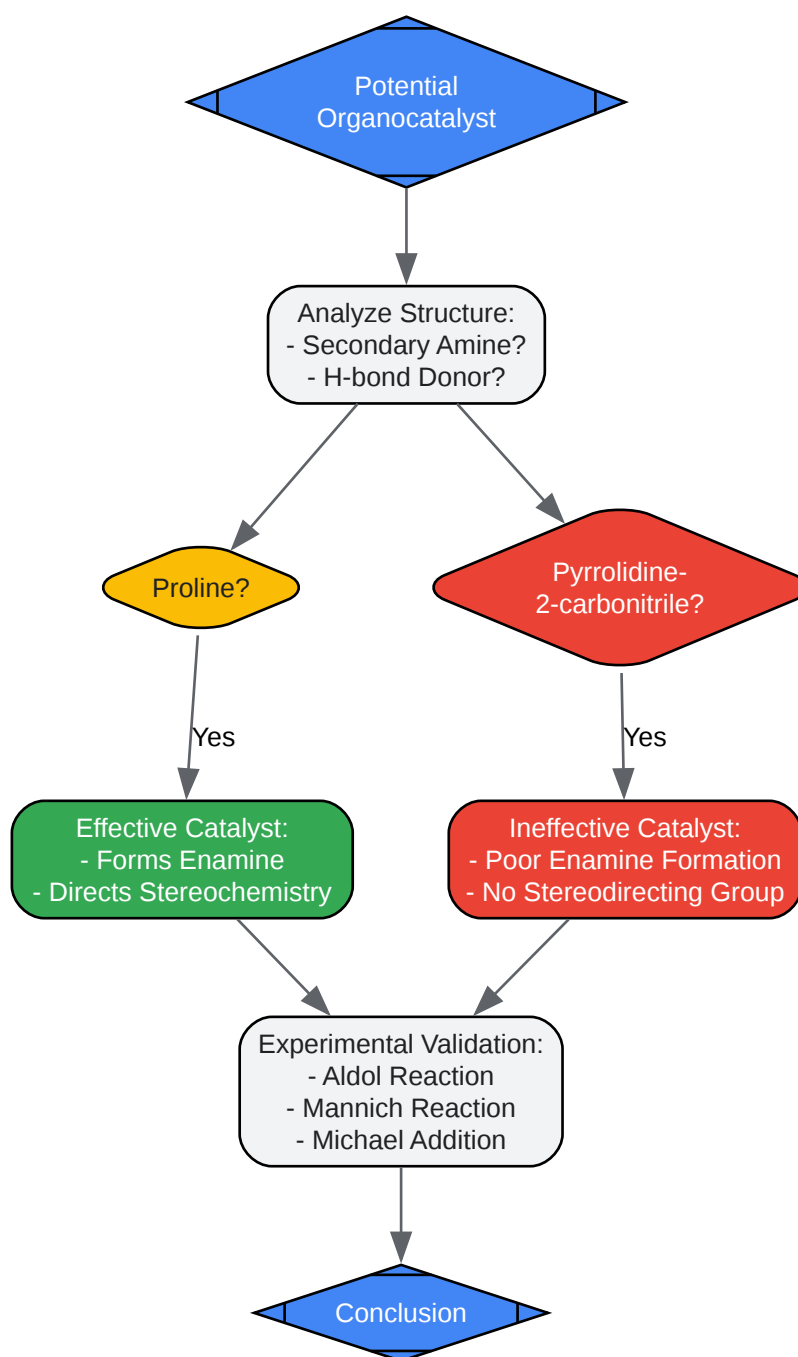 Potential
Organocatalyst
Analyze Structure:
- Secondary Amine?
- H-bond Donor?
Proline?
Pyrrolidine-
2-carbonitrile?
Yes
Yes
Effective Catalyst:
- Forms Enamine
- Directs Stereochemistry
Ineffective Catalyst:
- Poor Enamine Formation
- No Stereodirecting Group
Experimental Validation:
- Aldol Reaction
- Mannich Reaction
- Michael Addition
Conclusion